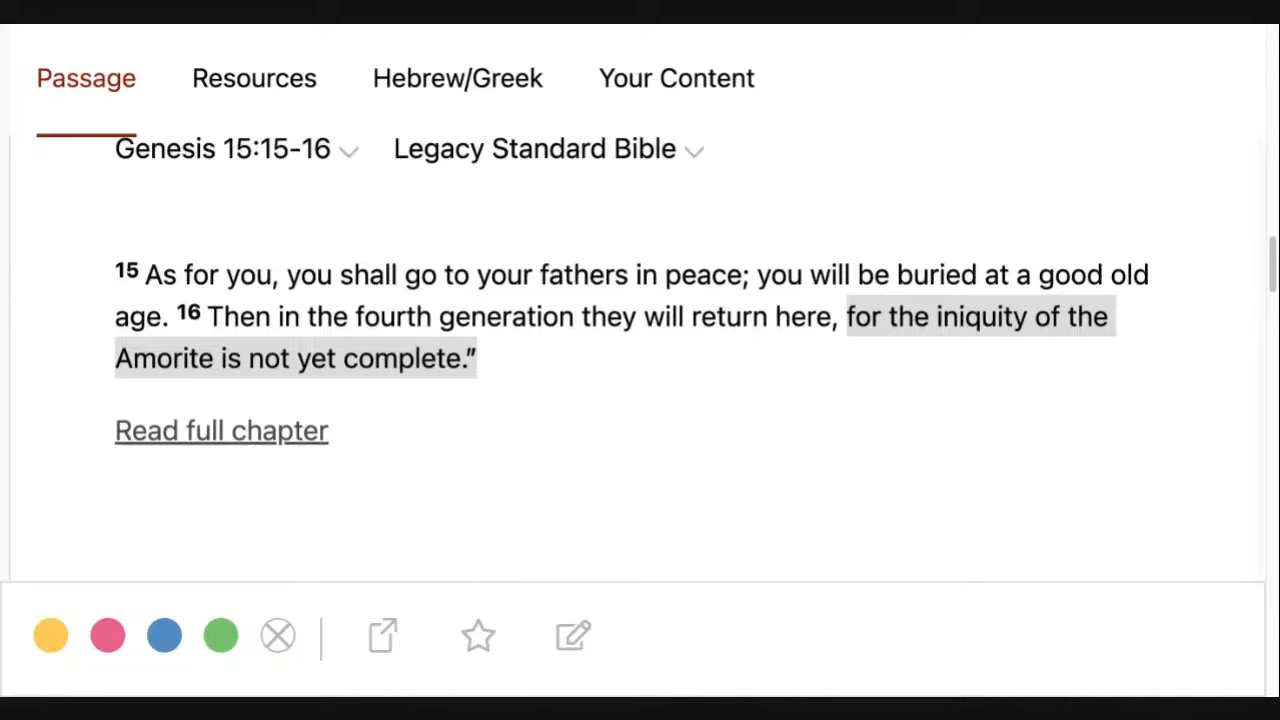 Passage Resources Hebrew/Greek Your Content
Genesis 15:15-16 Legacy Standard Bible
15 As for you, you shall go to your fathers in peace; you will be buried at a good old
age. 16 Then in the fourth generation they will return here, for the iniquity of the
Amorite is not yet complete.”
Read full chapter